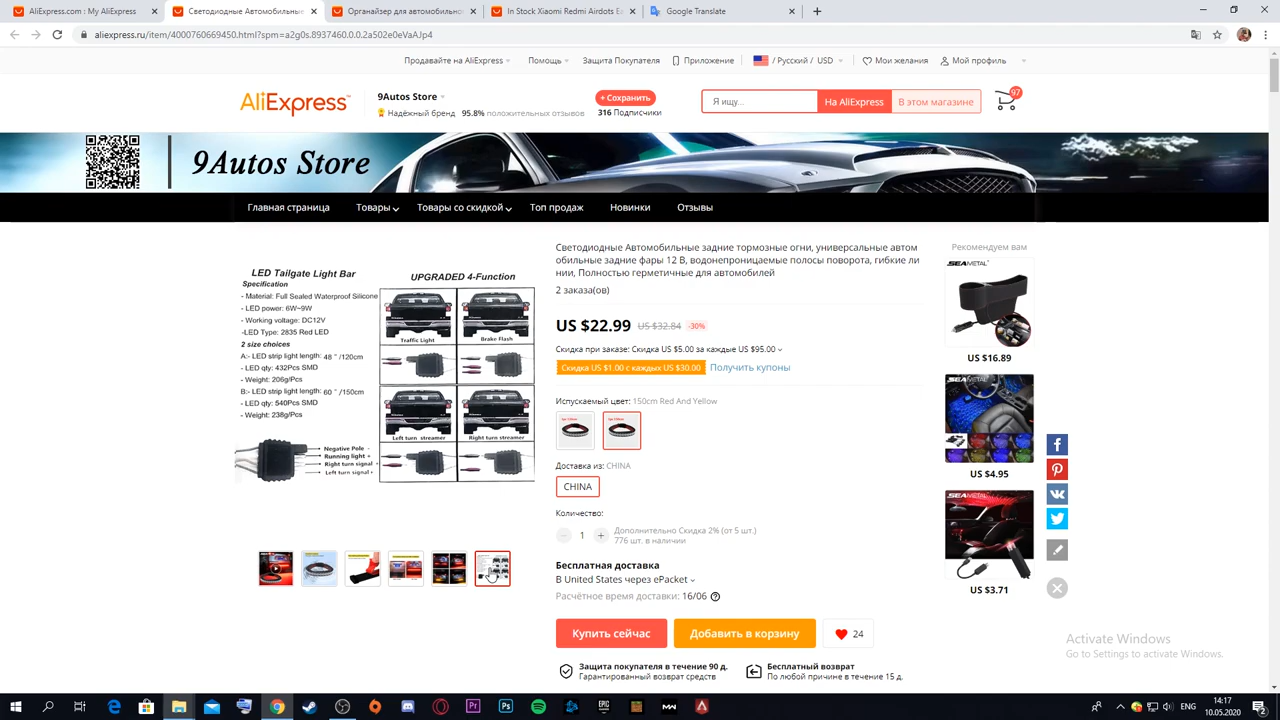 AliExpress.com : My AliExpress
Светодиодные Автомобильные
Органайзер для автомобильног
In Stock Xiaomi Redmi Airdots Be
Google Translate
aliexpress.ru/item/4000760669450.html?spm=a2g0s.8937460.0.0.2a502e0eVaAJp4
Продавайте на AliExpress
Помощь
Защита Покупателя
Приложение
/ Русский / USD
Мои желания
Мой профиль
AliExpress
9Autos Store
Надёжный бренд 95.8% положительных отзывов
+ Сохранить
316 Подписчики
Я ищу...
На AliExpress
В этом магазине
97
9Autos Store
Главная страница
Товары
Товары со скидкой
Топ продаж
Новинки
Отзывы
LED Tailgate Light Bar
Specification
- Material: Full Sealed Waterproof Silicone
- LED power: 6W~9W
- Working voltage: DC12V
-LED Type: 2835 Red LED
2 size choices
A:- LED strip light length: 48 "/120cm
- LED qty: 432Pcs SMD
- Weight: 206g/Pcs
B:- LED strip light length: 60 "/150cm
- LED qty: 540Pcs SMD
- Weight: 238g/Pcs
Negative Pole -
Running light+
Right turn signal+
Left turn signal+
UPGRADED 4-Function
Traffic Light
Brake Flash
Left turn streamer
Right turn streamer
Светодиодные Автомобильные задние тормозные огни, универсальные автом
обильные задние фары 12 В, водонепроницаемые полосы поворота, гибкие ли
нии, Полностью герметичные для автомобилей
2 заказа(ов)
US $22.99 US $32.84 -30%
Скидка при заказе: Скидка US $5.00 за каждые US $95.00
Скидка US $1.00 с каждых US $30.00
Получить купоны
Испускаемый цвет: 150cm Red And Yellow
Доставка из: CHINA
CHINA
Количество:
1
Дополнительно Скидка 2% (от 5 шт.)
776 шт. в наличии
Бесплатная доставка
В United States через ePacket
Расчётное время доставки: 16/06
Купить сейчас
Добавить в корзину
24
Защита покупателя в течение 90 д.
Гарантированный возврат средств
Бесплатный возврат
По любой причине в течение 15 д.
Рекомендуем вам
SEAMETAL
US $16.89
SEAMETAL
US $4.95
SEAMETAL
US $3.71
Activate Windows
Go to Settings to activate Windows.
ENG
14:17
10.05.2020